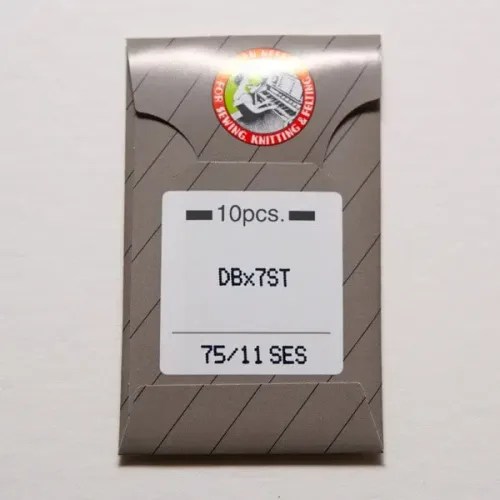 FOR SEWING, KNITTING & FELTING
10pcs.
DBx7ST
75/11 SES